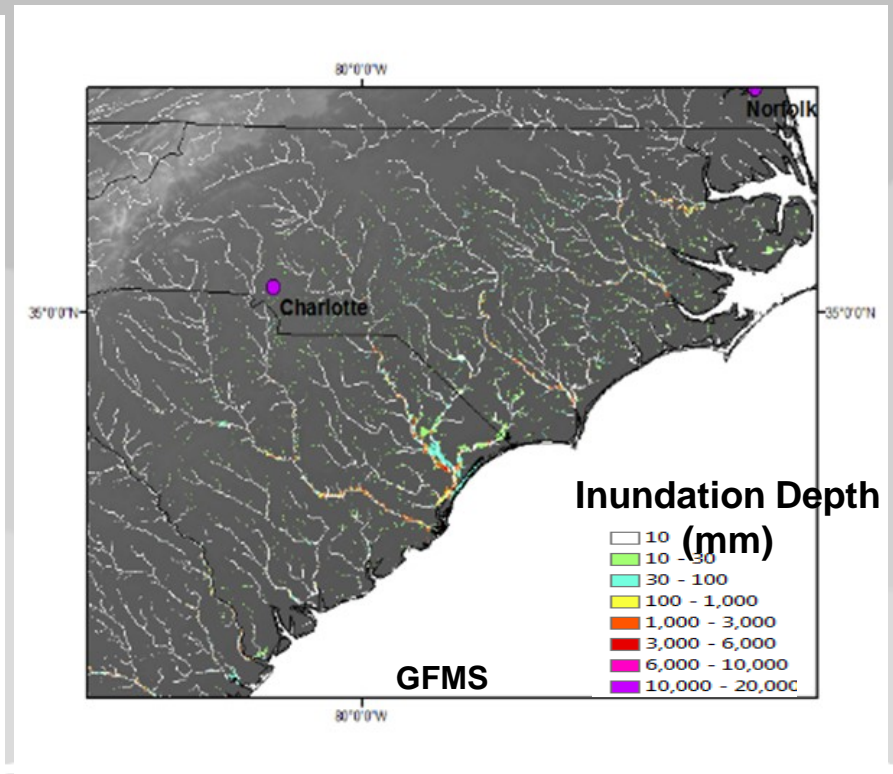 80°0'0"W
Norfolk
Charlotte
35°0'0"N
35°0'0"N
Inundation Depth
(mm)
10
10 - 30
30 - 100
100 - 1,000
1,000 - 3,000
3,000 - 6,000
6,000 - 10,000
10,000 - 20,000
GFMS
80°0'0"W